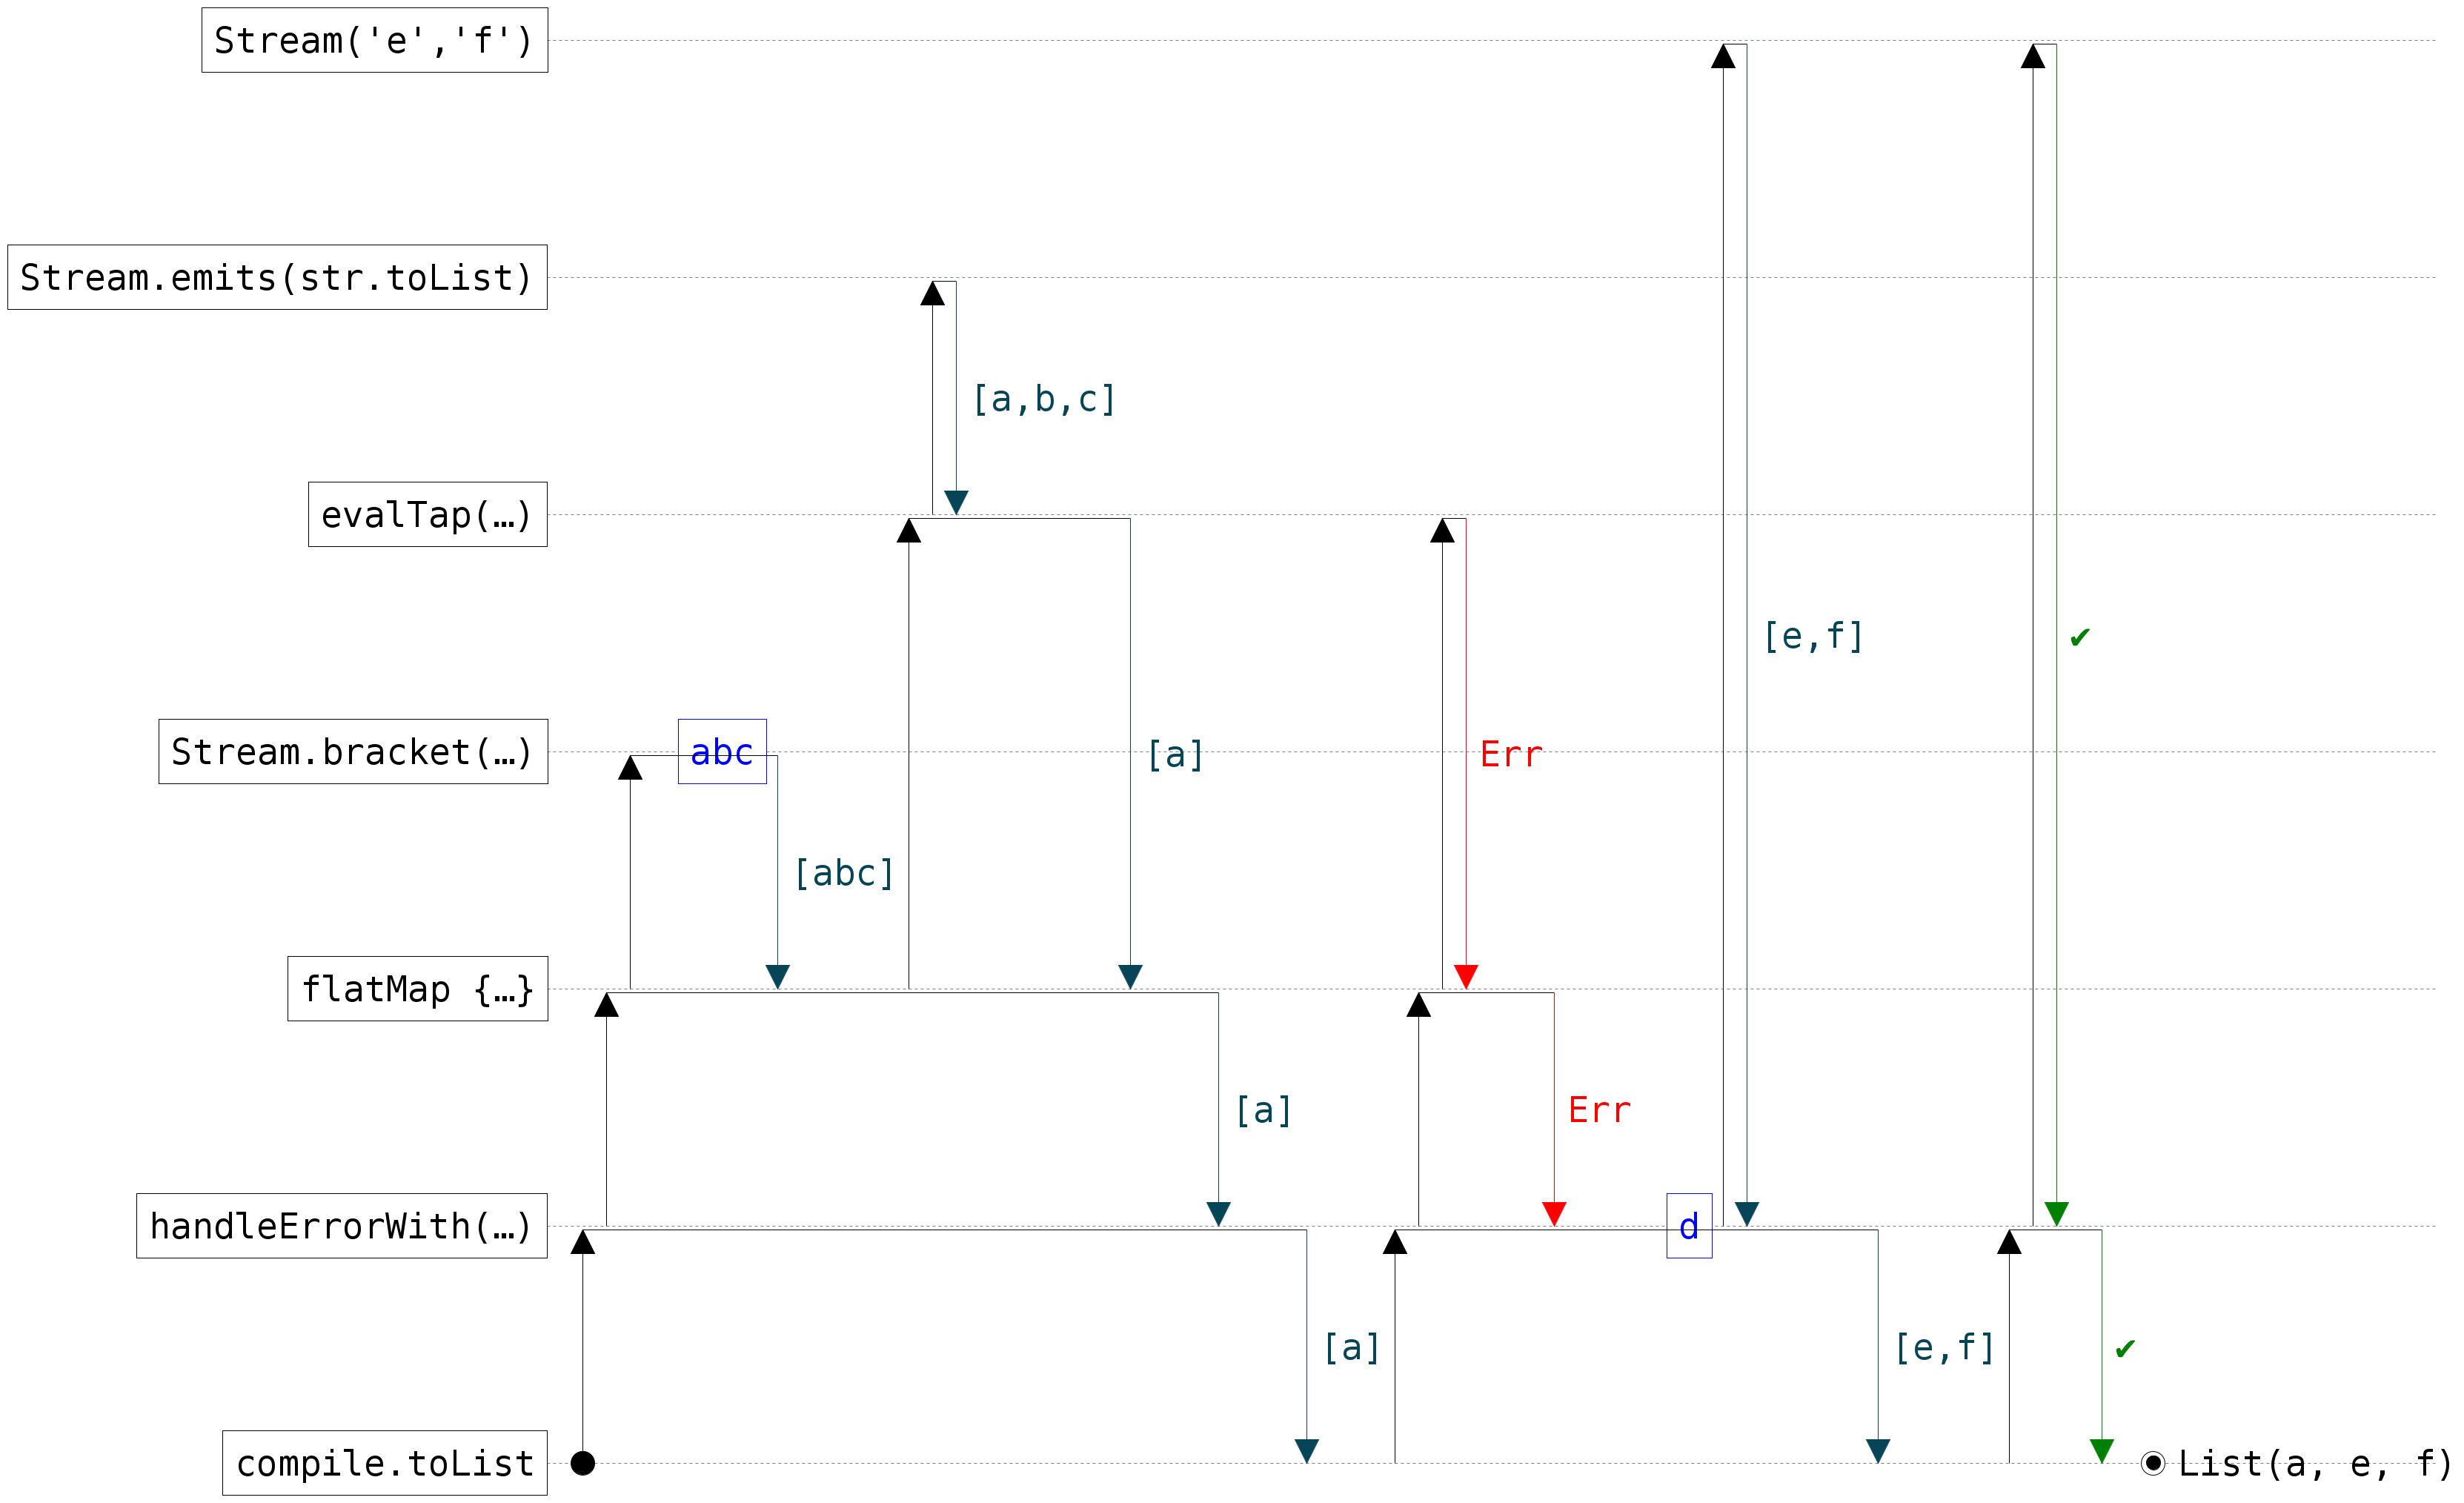 Stream('e','f')
Stream.emits(str.toList)
[a,b,c]
evalTap(…)
[e,f]
✔
Stream.bracket(…)
abc
[a]
Err
[abc]
flatMap {…}
[a]
Err
handleErrorWith(…)
d
[a]
[e,f]
✔
compile.toList
List(a, e, f)